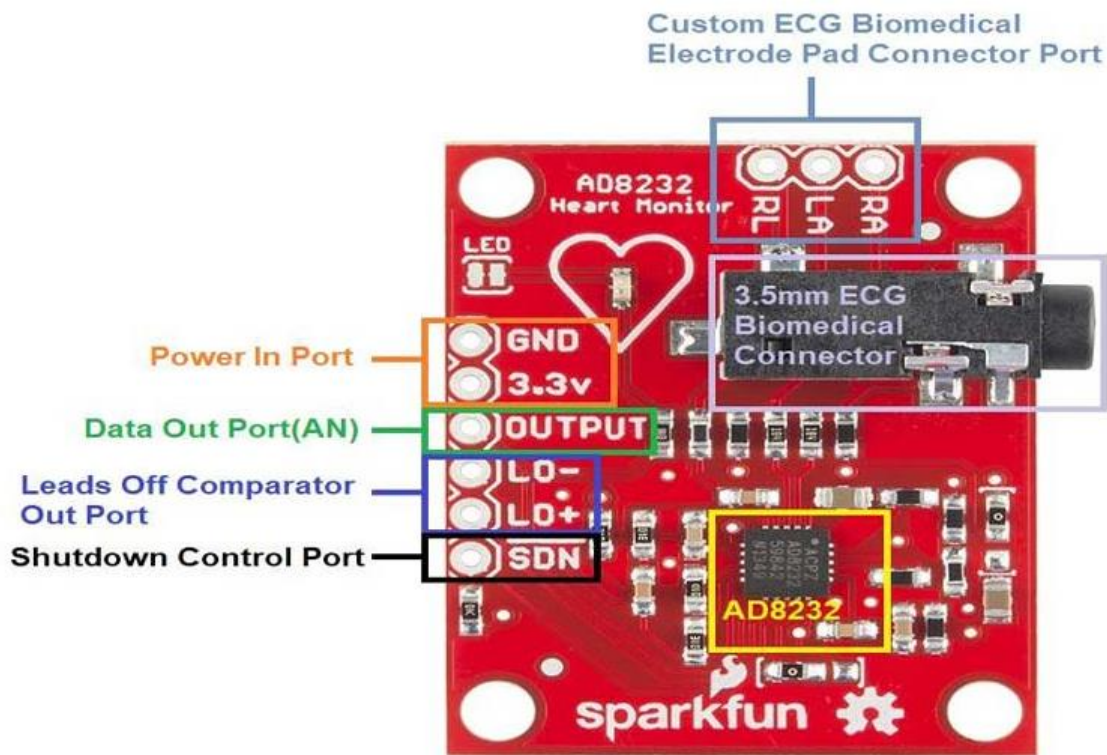 Custom ECG Biomedical
Electrode Pad Connector Port
AD8232
Heart Monitor
RL
LA
RA
LED
3.5mm ECG
Biomedical
Connector
GND
3.3v
Power In Port
Data Out Port(AN)
OUTPUT
Leads Off Comparator
Out Port
LO-
LO+
Shutdown Control Port
SDN
ACPZ
AD8232
AD8232
sparkfun